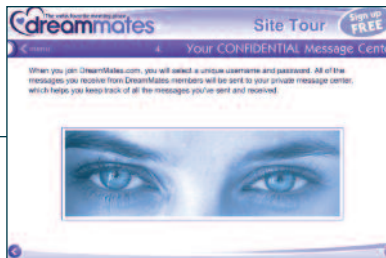 dreammates
Site Tour
Sign up
FREE
4
Your CONFIDENTIAL Message Cent
When you join DreamMates.com, you will select a unique username and password. All of the
messages you receive from DreamMates members will be sent to your private message center,
which helps you keep track of all the messages you've sent and received.